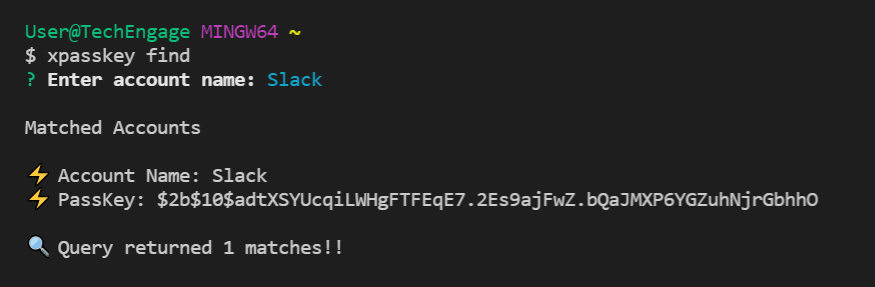 User@TechEngage MINGW64 ~
$ xpasskey find
? Enter account name: Slack
Matched Accounts
⚡ Account Name: Slack
⚡ PassKey: $2b$10$adtXSYUcqiLWHgFTFEqE7.2Es9ajFwZ.bQaJMXP6YGZuhNjrGbhhO
🔍 Query returned 1 matches!!